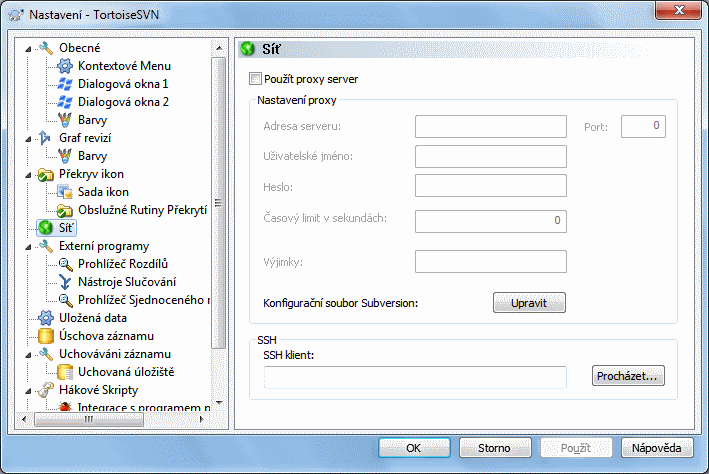 Nastavení - TortoiseSVN
Obecné
Kontextové Menu
Dialogová okna 1
Dialogová okna 2
Barvy
Graf revizí
Barvy
Překryv ikon
Sada ikon
Obslužné Rutiny Překrytí
Síť
Externí programy
Prohlížeč Rozdílů
Nástroje Slučování
Prohlížeč Sjednoceného
Uložená data
Úschova záznamu
Uchovávání záznamu
Uchovaná úložiště
Hákové Skripty
Integrace s programem
Síť
Použít proxy server
Nastavení proxy
Adresa serveru:
Port: 0
Uživatelské jméno:
Heslo:
Časový limit v sekundách: 0
Výjimky:
Konfigurační soubor Subversion: Upravit
SSH
SSH klient:
Procházet...
OK Storno Použít Nápověda